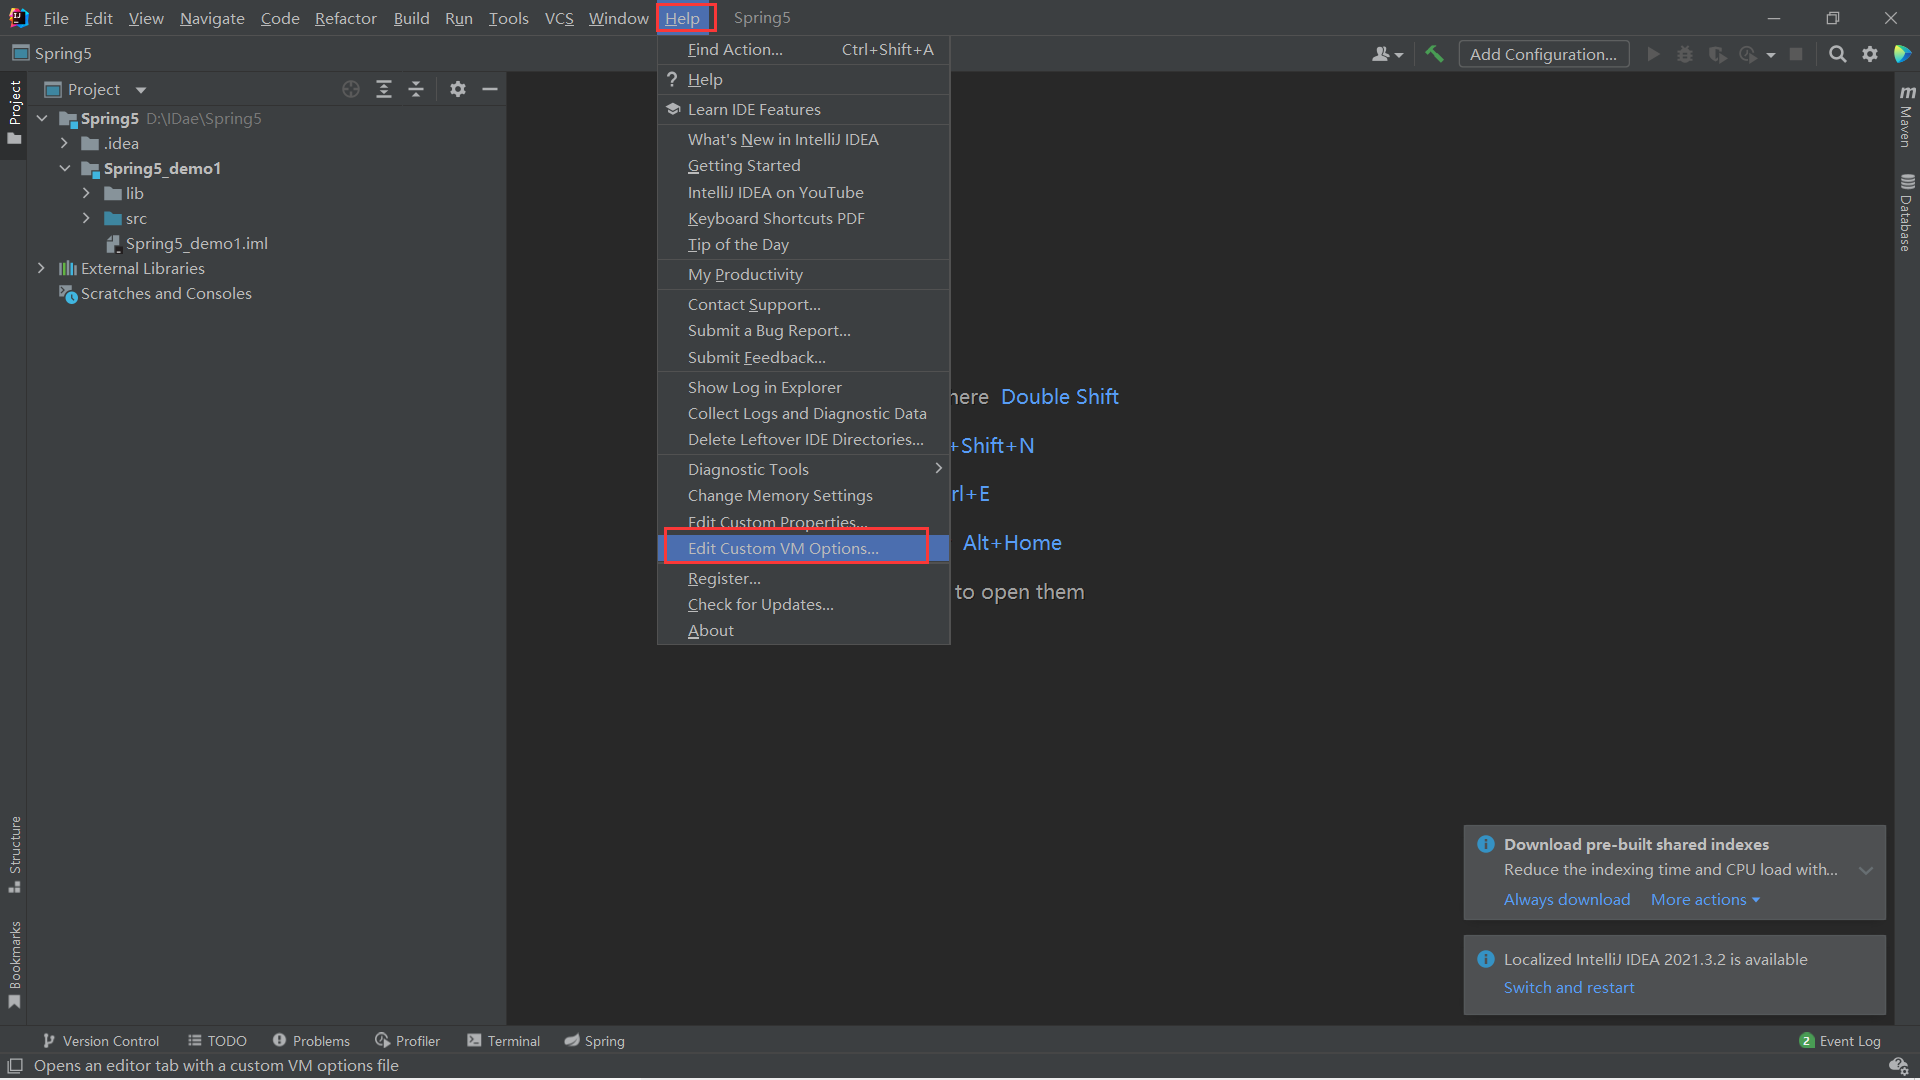 File Edit View Navigate Code Refactor Build Run Tools VCS Window Help Spring5
Spring5
Add Configuration...
Project
Project
Spring5 D:\IDae\Spring5
.idea
Spring5_demo1
lib
src
Spring5_demo1.iml
External Libraries
Scratches and Consoles
Find Action... Ctrl+Shift+A
? Help
Learn IDE Features
What's New in IntelliJ IDEA
Getting Started
IntelliJ IDEA on YouTube
Keyboard Shortcuts PDF
Tip of the Day
My Productivity
Contact Support...
Submit a Bug Report...
Submit Feedback...
Show Log in Explorer
Collect Logs and Diagnostic Data
Delete Leftover IDE Directories...
Diagnostic Tools
Change Memory Settings
Edit Custom Properties...
Edit Custom VM Options...
Register...
Check for Updates...
About
here Double Shift
+Shift+N
rl+E
Alt+Home
to open them
m
Maven
Database
Structure
Bookmarks
Download pre-built shared indexes
Reduce the indexing time and CPU load with...
Always download More actions
Localized IntelliJ IDEA 2021.3.2 is available
Switch and restart
Version Control TODO Problems Profiler Terminal Spring
2 Event Log
Opens an editor tab with a custom VM options file